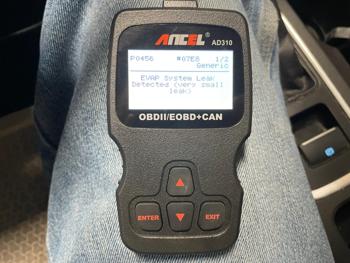 ANCEL® AD310
P0456 #07E8 1/2
Generic
EVAP System Leak
Detected (very small
leak)
OBDII/EOBD+CAN
ENTER EXIT